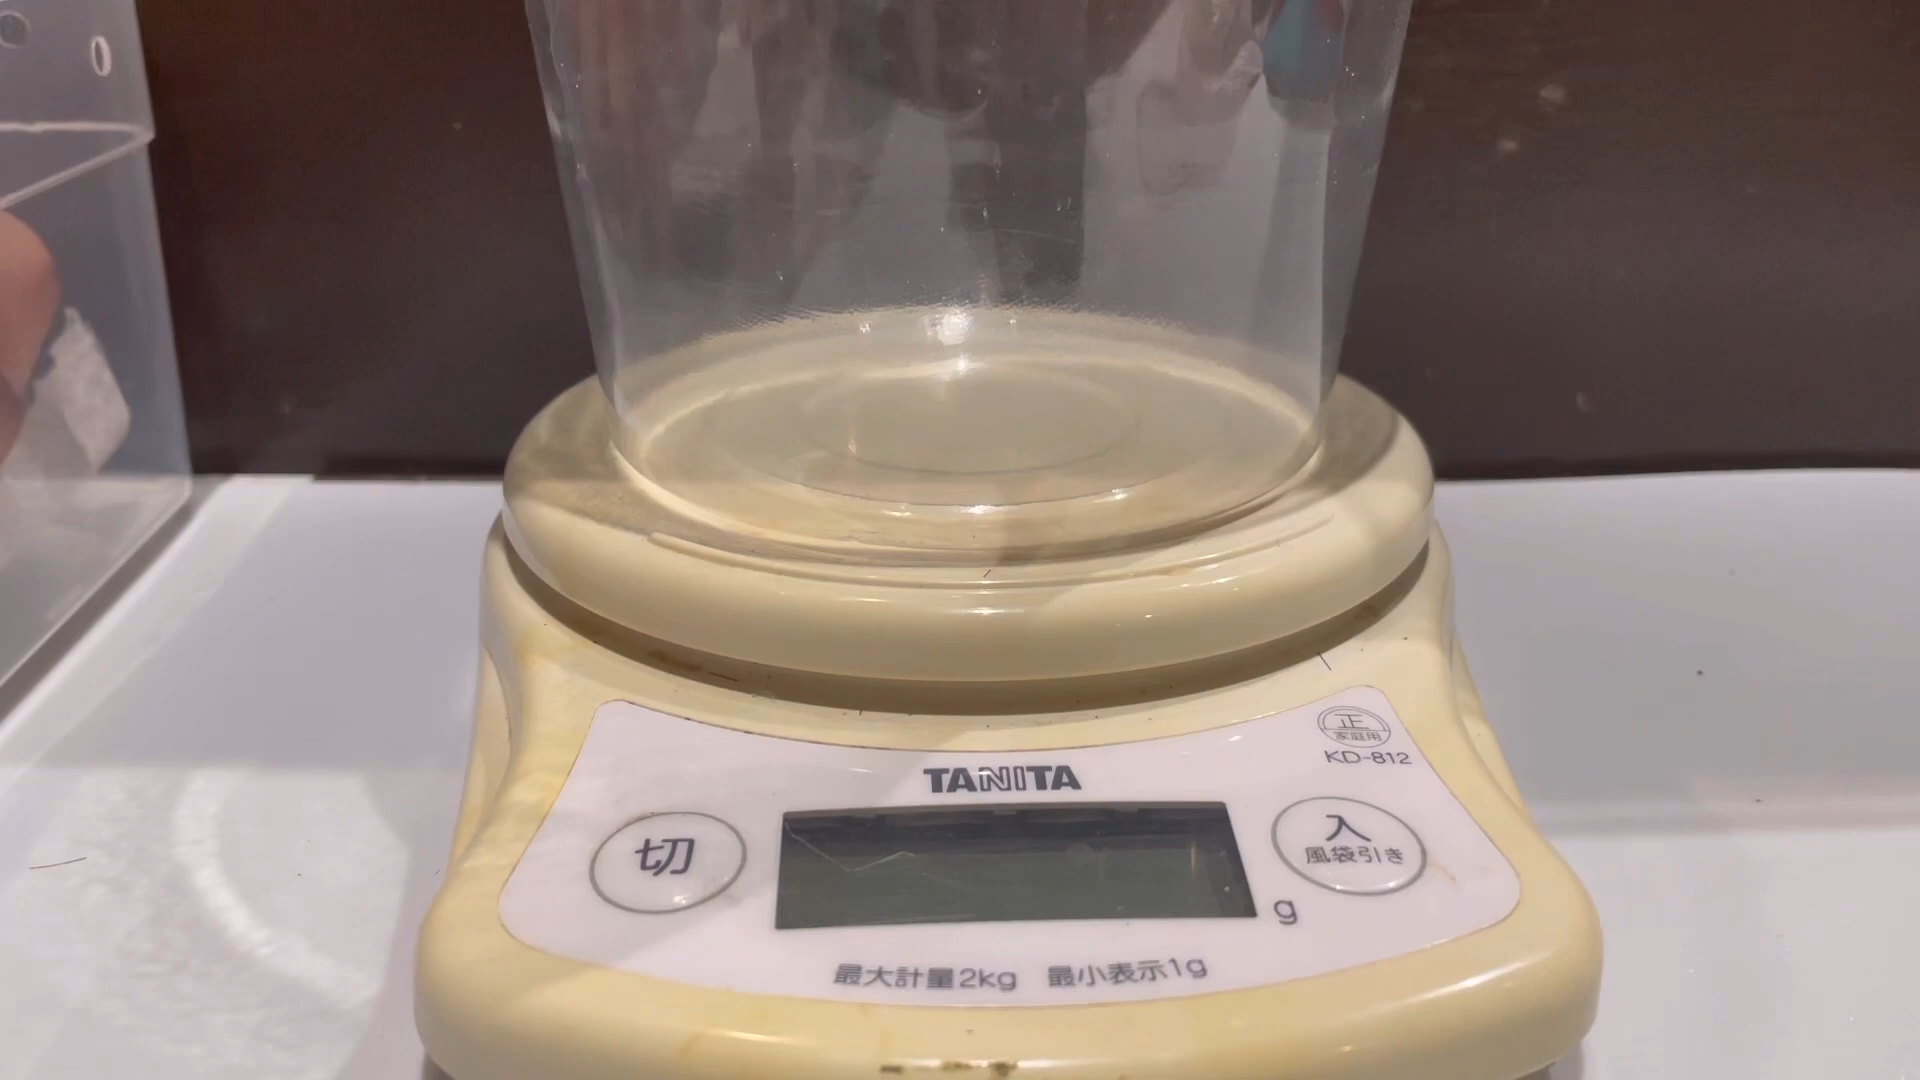 正
家庭用
KD-812
TANITA
切
入
風袋引き
g
最大計量2kg 最小表示1g